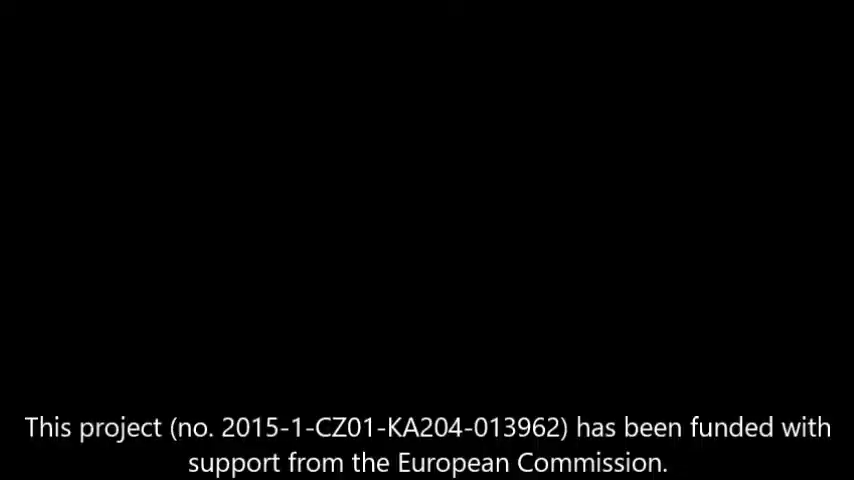 This project (no. 2015-1-CZ01-KA204-013962) has been funded with
support from the European Commission.